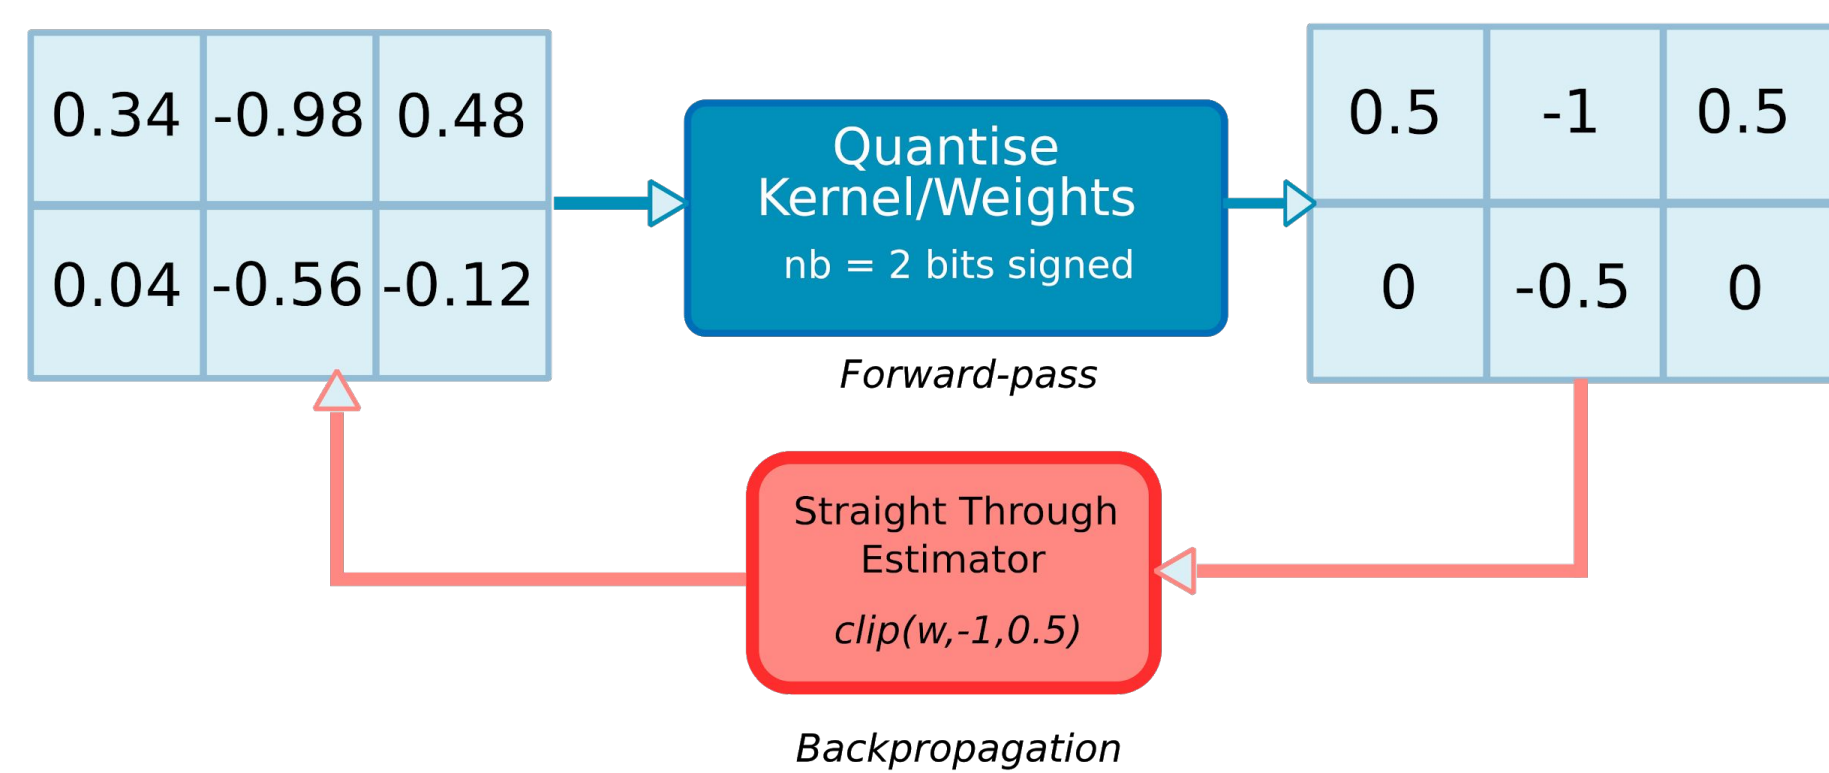 0.34 -0.98 0.48
0.04 -0.56 -0.12
Quantise
Kernel/Weights
nb = 2 bits signed
Forward-pass
0.5 -1 0.5
0 -0.5 0
Straight Through
Estimator
clip(w,-1,0.5)
Backpropagation